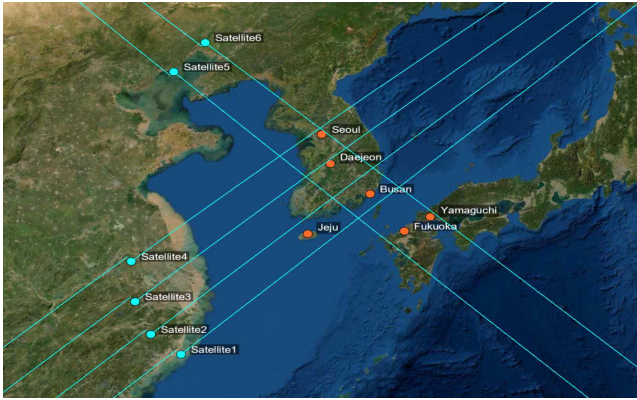 Satellite6
Satellite5
Seoul
Daejeon
Busan
Yamaguchi
Jeju
Fukuoka
Satellite4
Satellite3
Satellite2
Satellite1